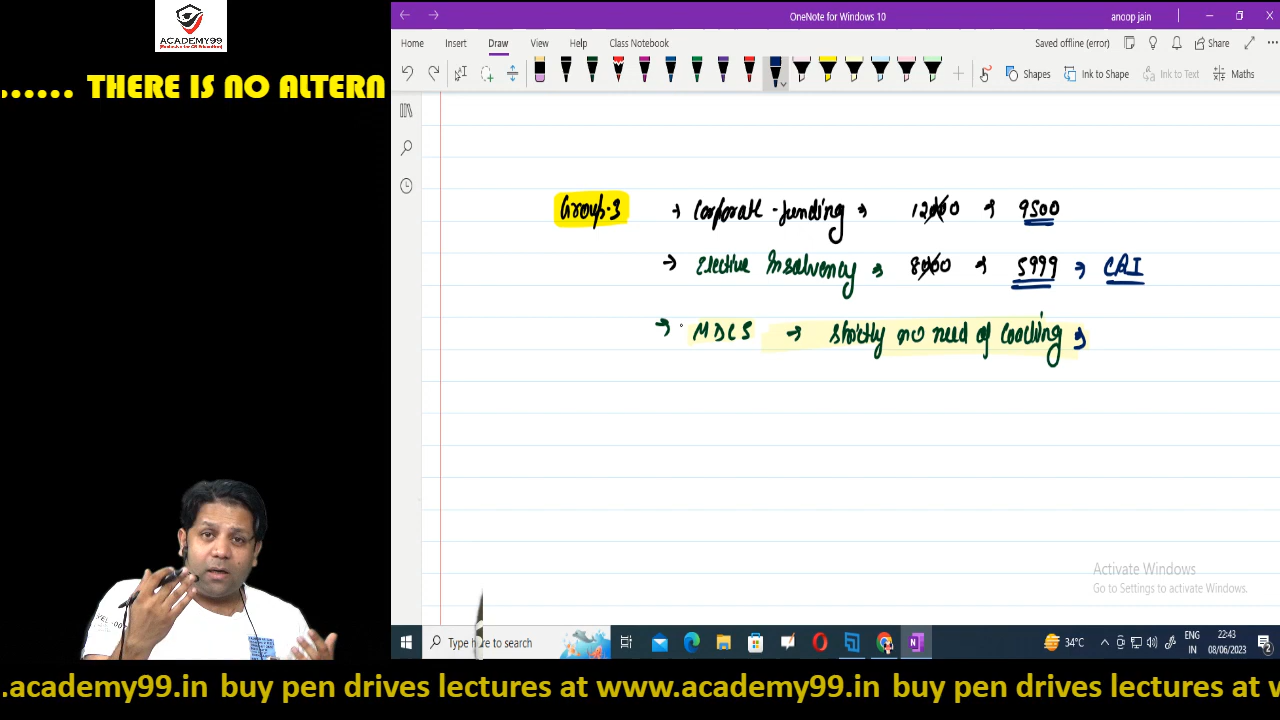 OneNote for Windows 10
anoop jain
ACADEMY99
Home Insert Draw View Help Class Notebook
Saved offline (error) Share
Shapes Ink to Shape Ink to Text Maths
...... THERE IS NO ALTERN
Group-3 → Corporate funding → 12000 → 9500
→ Elective Insolvency → 8000 → 5999 →
→ MDCS → Strictly no need of coaching →
Activate Windows
Go to Settings to activate Windows.
Type here to search
34°C
ENG
IN
22:43
08/06/2023
2
.academy99.in buy pen drives lectures at www.academy99.in buy pen drives lectures at w